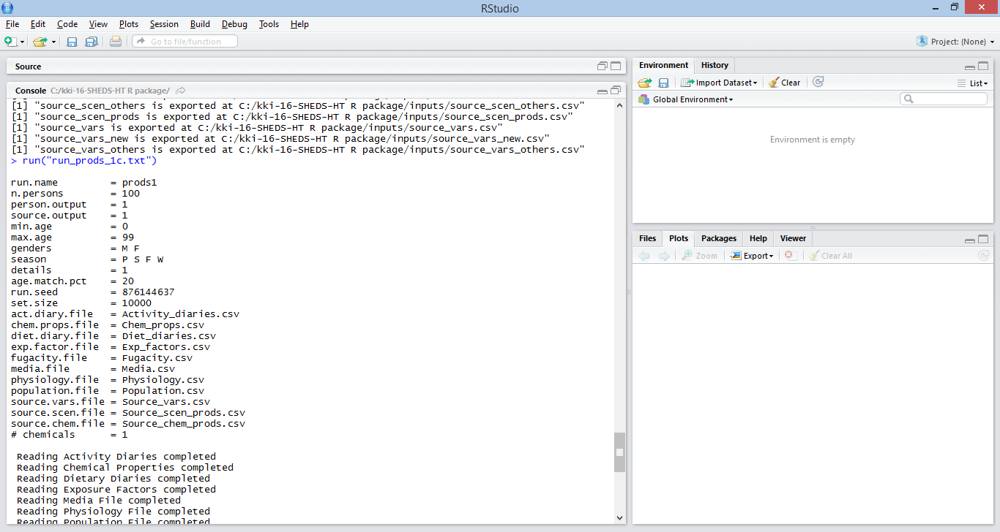 RStudio
File Edit Code View Plots Session Build Debug Tools Help
Go to file/function
Project: (None)
Source
Console C:/kki-16-SHEDS-HT R package/
[1] "source_scen_others is exported at C:/kki-16-SHEDS-HT R package/inputs/source_scen_others.csv"
[1] "source_scen_prods is exported at C:/kki-16-SHEDS-HT R package/inputs/source_scen_prods.csv"
[1] "source_vars is exported at C:/kki-16-SHEDS-HT R package/inputs/source_vars.csv"
[1] "source_vars_new is exported at C:/kki-16-SHEDS-HT R package/inputs/source_vars_new.csv"
[1] "source_vars_others is exported at C:/kki-16-SHEDS-HT R package/inputs/source_vars_others.csv"
> run("run_prods_1c.txt")
run.name = prods1
n.persons = 100
person.output = 1
source.output = 1
min.age = 0
max.age = 99
genders = M F
season = P S F W
details = 1
age.match.pct = 20
run.seed = 876144637
set.size = 10000
act.diary.file = Activity_diaries.csv
chem.props.file = Chem_props.csv
diet.diary.file = Diet_diaries.csv
exp.factor.file = Exp_factors.csv
fugacity.file = Fugacity.csv
media.file = Media.csv
physiology.file = Physiology.csv
population.file = Population.csv
source.vars.file = Source_vars.csv
source.scen.file = Source_scen_prods.csv
source.chem.file = Source_chem_prods.csv
# chemicals = 1
Reading Activity Diaries completed
Reading Chemical Properties completed
Reading Dietary Diaries completed
Reading Exposure Factors completed
Reading Media File completed
Reading Physiology File completed
Reading Population File completed
Environment History
Import Dataset Clear List
Global Environment
Environment is empty
Files Plots Packages Help Viewer
Zoom Export Clear All